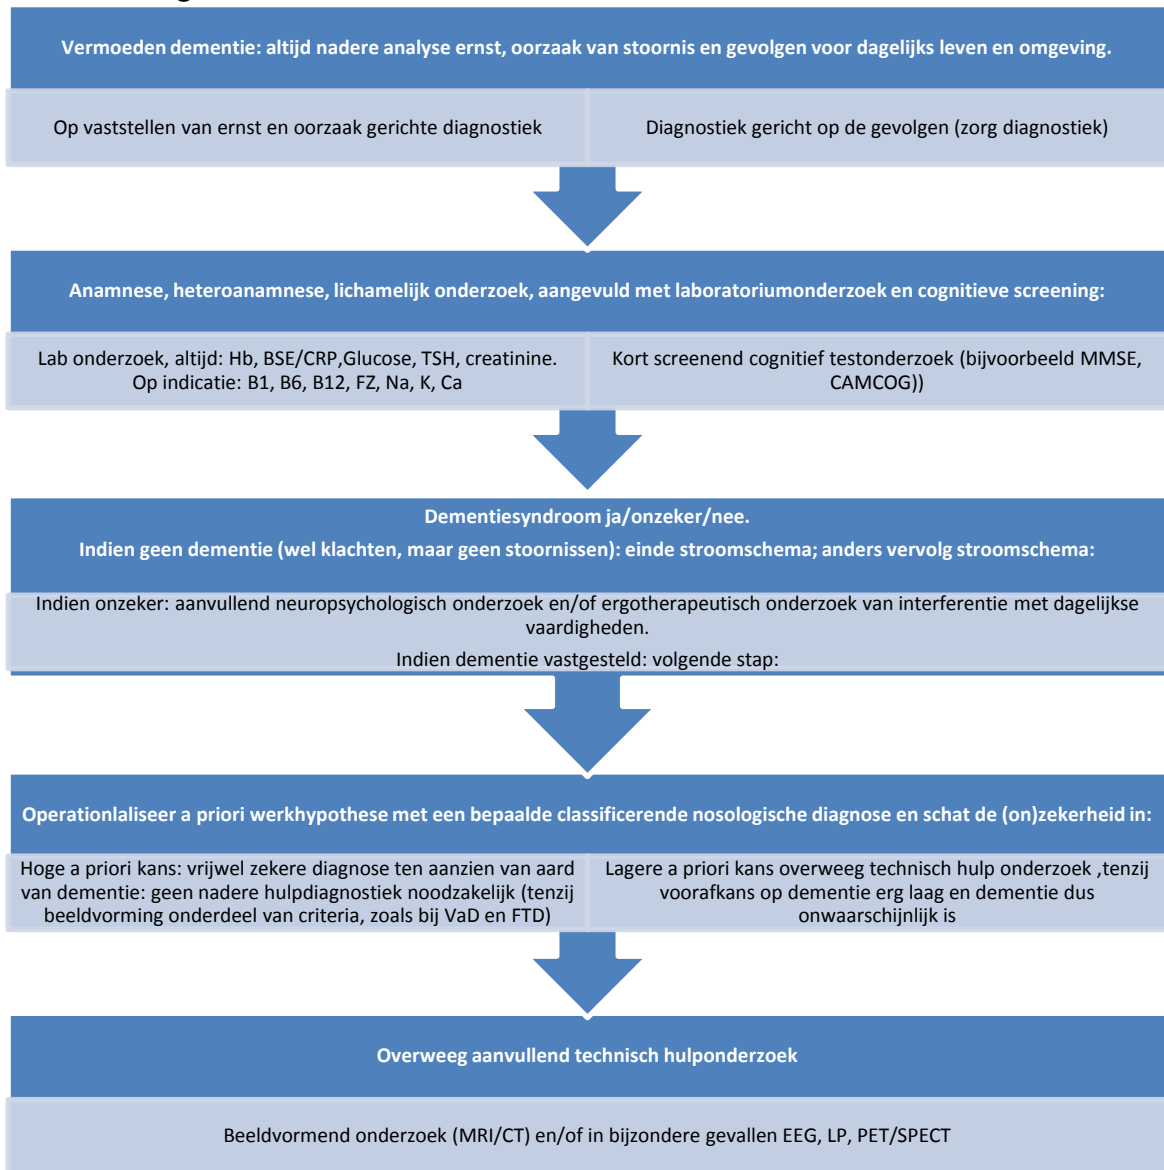 Vermoeden dementie: altijd nadere analyse ernst, oorzaak van stoornis en gevolgen voor dagelijks leven en omgeving.
Op vaststellen van ernst en oorzaak gerichte diagnostiek
Diagnostiek gericht op de gevolgen (zorg diagnostiek)
Anamnese, heteroanamnese, lichamelijk onderzoek, aangevuld met laboratoriumonderzoek en cognitieve screening:
Lab onderzoek, altijd: Hb, BSE/CRP,Glucose, TSH, creatinine.
Op indicatie: B1, B6, B12, FZ, Na, K, Ca
Kort screenend cognitief testonderzoek (bijvoorbeeld MMSE,
CAMCOG))
Dementiesyndroom ja/onzeker/nee.
Indien geen dementie (wel klachten, maar geen stoornissen): einde stroomschema; anders vervolg stroomschema:
Indien onzeker: aanvullend neuropsychologisch onderzoek en/of ergotherapeutisch onderzoek van interferentie met dagelijkse
vaardigheden.
Indien dementie vastgesteld: volgende stap:
Operationlaliseer a priori werkhypothese met een bepaalde classificerende nosologische diagnose en schat de (on)zekerheid in:
Hoge a priori kans: vrijwel zekere diagnose ten aanzien van aard
van dementie: geen nadere hulpdiagnostiek noodzakelijk (tenzij
beeldvorming onderdeel van criteria, zoals bij VaD en FTD)
Lagere a priori kans overweeg technisch hulp onderzoek ,tenzij
voorafkans op dementie erg laag en dementie dus
onwaarschijnlijk is
Overweeg aanvullend technisch hulponderzoek
Beeldvormend onderzoek (MRI/CT) en/of in bijzondere gevallen EEG, LP, PET/SPECT